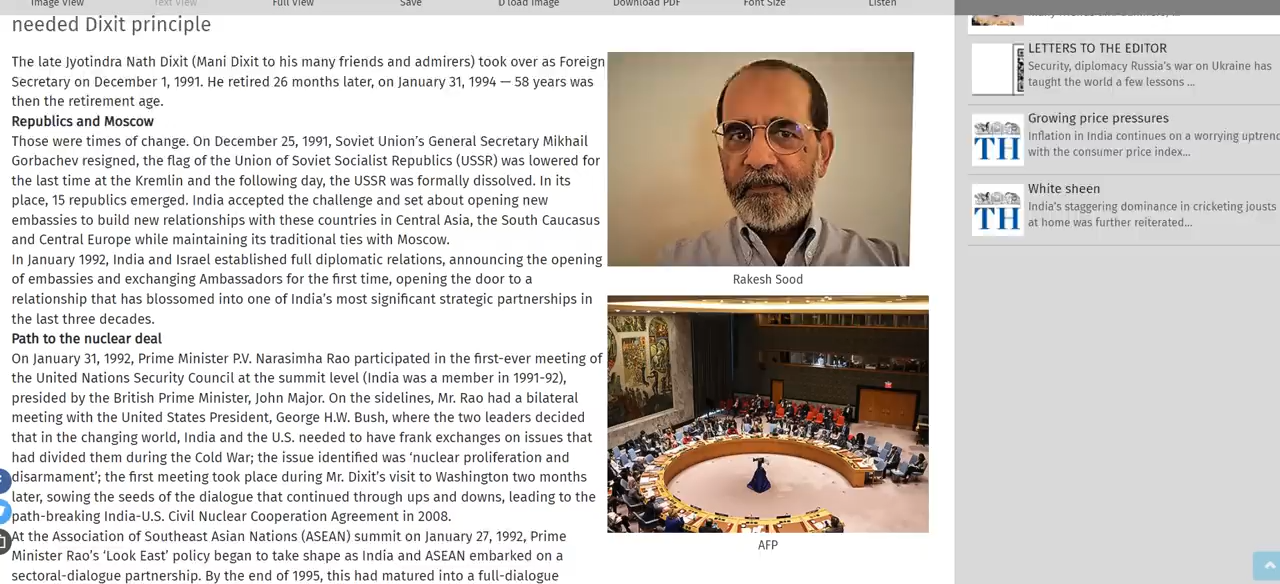 Image View
Text View
Full View
Save
D'load Image
Download PDF
Font Size
Listen
needed Dixit principle
The late Jyotindra Nath Dixit (Mani Dixit to his many friends and admirers) took over as Foreign
Secretary on December 1, 1991. He retired 26 months later, on January 31, 1994 — 58 years was
then the retirement age.
Republics and Moscow
Those were times of change. On December 25, 1991, Soviet Union's General Secretary Mikhail
Gorbachev resigned, the flag of the Union of Soviet Socialist Republics (USSR) was lowered for
the last time at the Kremlin and the following day, the USSR was formally dissolved. In its
place, 15 republics emerged. India accepted the challenge and set about opening new
embassies to build new relationships with these countries in Central Asia, the South Caucasus
and Central Europe while maintaining its traditional ties with Moscow.
In January 1992, India and Israel established full diplomatic relations, announcing the opening
of embassies and exchanging Ambassadors for the first time, opening the door to a
relationship that has blossomed into one of India's most significant strategic partnerships in
the last three decades.
Path to the nuclear deal
On January 31, 1992, Prime Minister P.V. Narasimha Rao participated in the first-ever meeting of
the United Nations Security Council at the summit level (India was a member in 1991-92),
presided by the British Prime Minister, John Major. On the sidelines, Mr. Rao had a bilateral
meeting with the United States President, George H.W. Bush, where the two leaders decided
that in the changing world, India and the U.S. needed to have frank exchanges on issues that
had divided them during the Cold War; the issue identified was 'nuclear proliferation and
disarmament'; the first meeting took place during Mr. Dixit's visit to Washington two months
later, sowing the seeds of the dialogue that continued through ups and downs, leading to the
path-breaking India-U.S. Civil Nuclear Cooperation Agreement in 2008.
At the Association of Southeast Asian Nations (ASEAN) summit on January 27, 1992, Prime
Minister Rao's 'Look East' policy began to take shape as India and ASEAN embarked on a
sectoral-dialogue partnership. By the end of 1995, this had matured into a full-dialogue
Rakesh Sood
AFP
LETTERS TO THE EDITOR
Security, diplomacy Russia's war on Ukraine has
taught the world a few lessons ...
TH
Growing price pressures
Inflation in India continues on a worrying uptrend
with the consumer price index...
TH
White sheen
India's staggering dominance in cricketing jousts
at home was further reiterated...